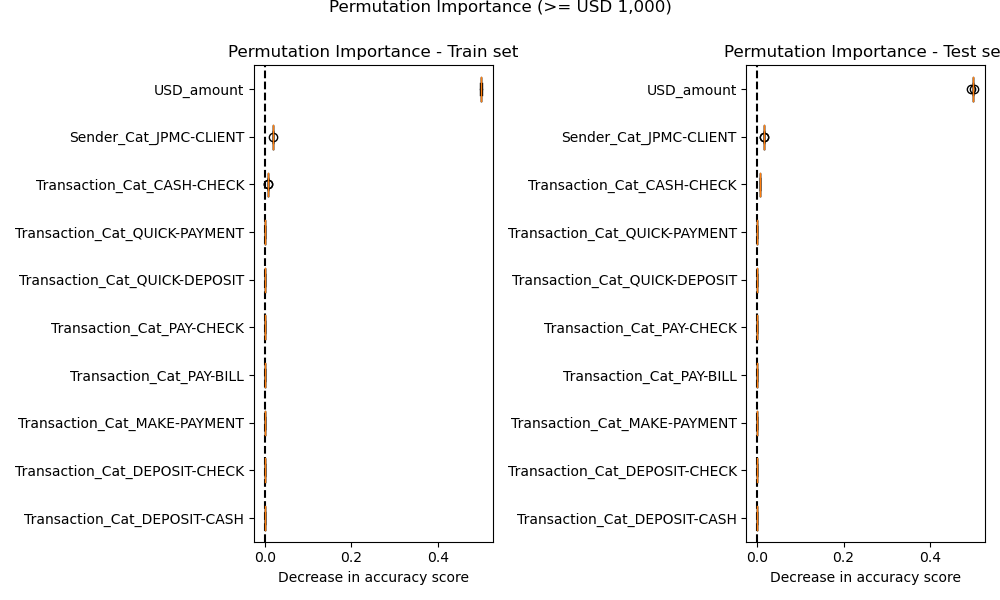 Permutation Importance (>= USD 1,000)
Permutation Importance - Train set
USD_amount
Sender_Cat_JPMC-CLIENT
Transaction_Cat_CASH-CHECK
Transaction_Cat_QUICK-PAYMENT
Transaction_Cat_QUICK-DEPOSIT
Transaction_Cat_PAY-CHECK
Transaction_Cat_PAY-BILL
Transaction_Cat_MAKE-PAYMENT
Transaction_Cat_DEPOSIT-CHECK
Transaction_Cat_DEPOSIT-CASH
0.0 0.2 0.4
Decrease in accuracy score
Permutation Importance - Test se
USD_amount
Sender_Cat_JPMC-CLIENT
Transaction_Cat_CASH-CHECK
Transaction_Cat_QUICK-PAYMENT
Transaction_Cat_QUICK-DEPOSIT
Transaction_Cat_PAY-CHECK
Transaction_Cat_PAY-BILL
Transaction_Cat_MAKE-PAYMENT
Transaction_Cat_DEPOSIT-CHECK
Transaction_Cat_DEPOSIT-CASH
0.0 0.2 0.4
Decrease in accuracy score